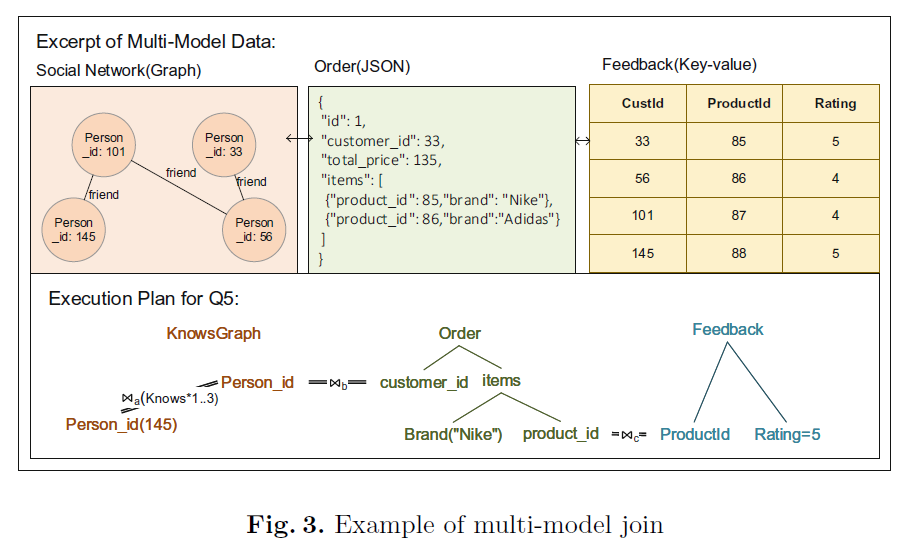 Excerpt of Multi-Model Data:
Social Network(Graph)
Order(JSON)
Feedback(Key-value)
Person
_id: 101
Person
_id: 33
friend
friend
friend
Person
_id: 145
Person
_id: 56
{
"id": 1,
"customer_id": 33,
"total_price": 135,
"items": [
{"product_id": 85,"brand": "Nike"},
{"product_id": 86,"brand":"Adidas"}
]
}
CustId ProductId Rating
33 85 5
56 86 4
101 87 4
145 88 5
Execution Plan for Q5:
KnowsGraph
Order
Feedback
Person_id =⋈b= customer_id items
⋈a(Knows*1..3)
Person_id(145)
Brand("Nike") product_id =⋈c= ProductId Rating=5
Fig. 3. Example of multi-model join